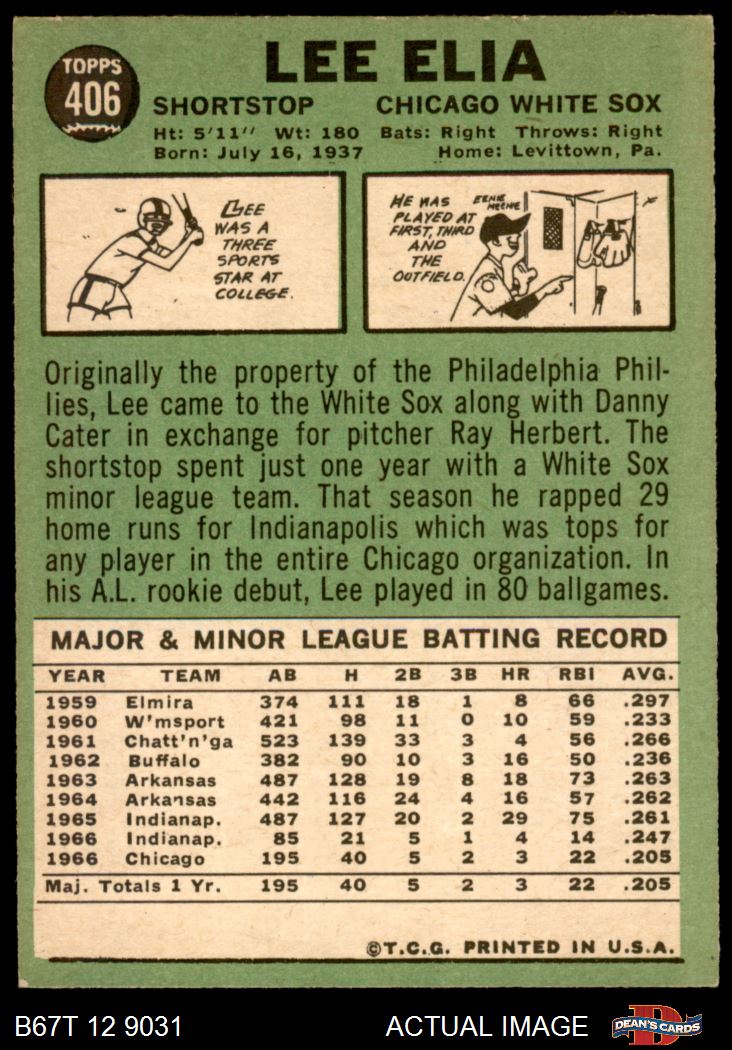 TOPPS
406
LEE ELIA
SHORTSTOP CHICAGO WHITE SOX
Ht: 5'11" Wt: 180 Bats: Right Throws: Right
Born: July 16, 1937 Home: Levittown, Pa.
LEE
WAS A
THREE
SPORTS
STAR AT
COLLEGE.
HE WAS
PLAYED AT
FIRST, THIRD
AND
THE
OUTFIELD.
EENIE
MEENIE
Originally the property of the Philadelphia Phil-
lies, Lee came to the White Sox along with Danny
Cater in exchange for pitcher Ray Herbert. The
shortstop spent just one year with a White Sox
minor league team. That season he rapped 29
home runs for Indianapolis which was tops for
any player in the entire Chicago organization. In
his A.L. rookie debut, Lee played in 80 ballgames.
MAJOR & MINOR LEAGUE BATTING RECORD
YEAR TEAM AB H 2B 3B HR RBI AVG.
1959 Elmira 374 111 18 1 8 66 .297
1960 W'msport 421 98 11 0 10 59 .233
1961 Chatt'n'ga 523 139 33 3 4 56 .266
1962 Buffalo 382 90 10 3 16 50 .236
1963 Arkansas 487 128 19 8 18 73 .263
1964 Arkansas 442 116 24 4 16 57 .262
1965 Indianap. 487 127 20 2 29 75 .261
1966 Indianap. 85 21 5 1 4 14 .247
1966 Chicago 195 40 5 2 3 22 .205
Maj. Totals 1 Yr. 195 40 5 2 3 22 .205
©T.C.G. PRINTED IN U.S.A.
B67T 12 9031 ACTUAL IMAGE
DEAN'S CARDS